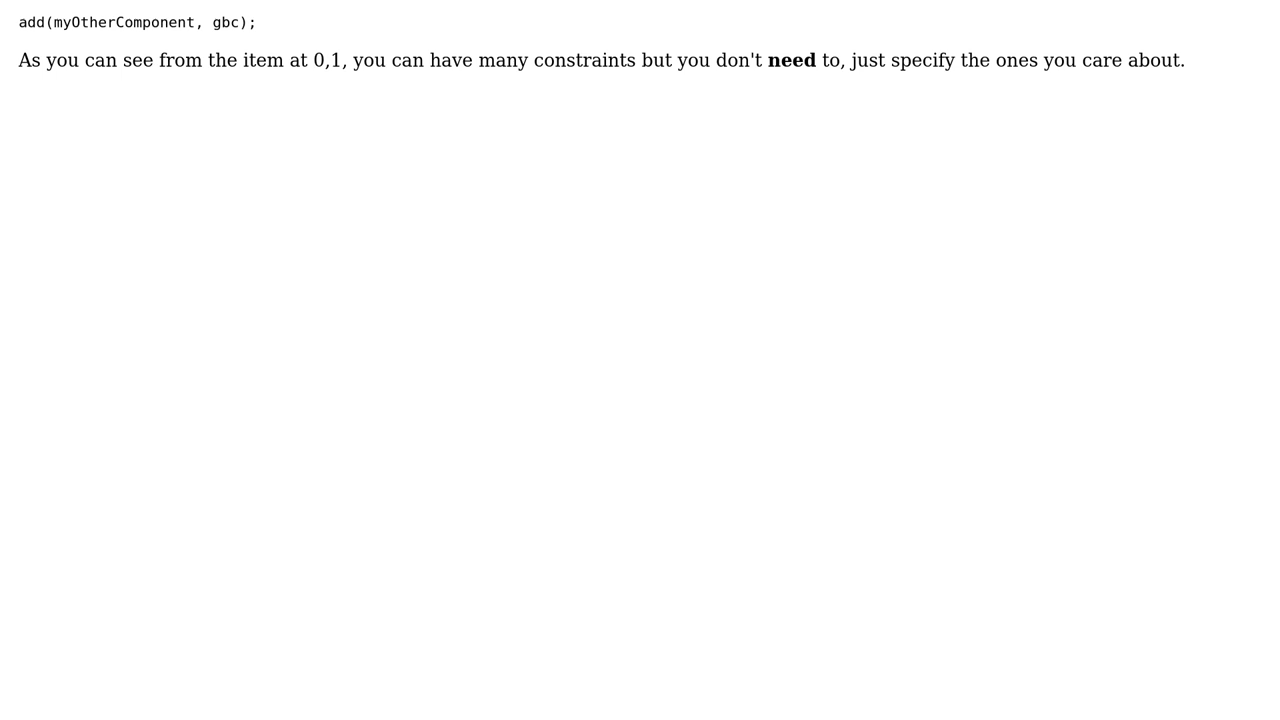 add(myOtherComponent, gbc);
As you can see from the item at 0,1, you can have many constraints but you don't need to, just specify the ones you care about.